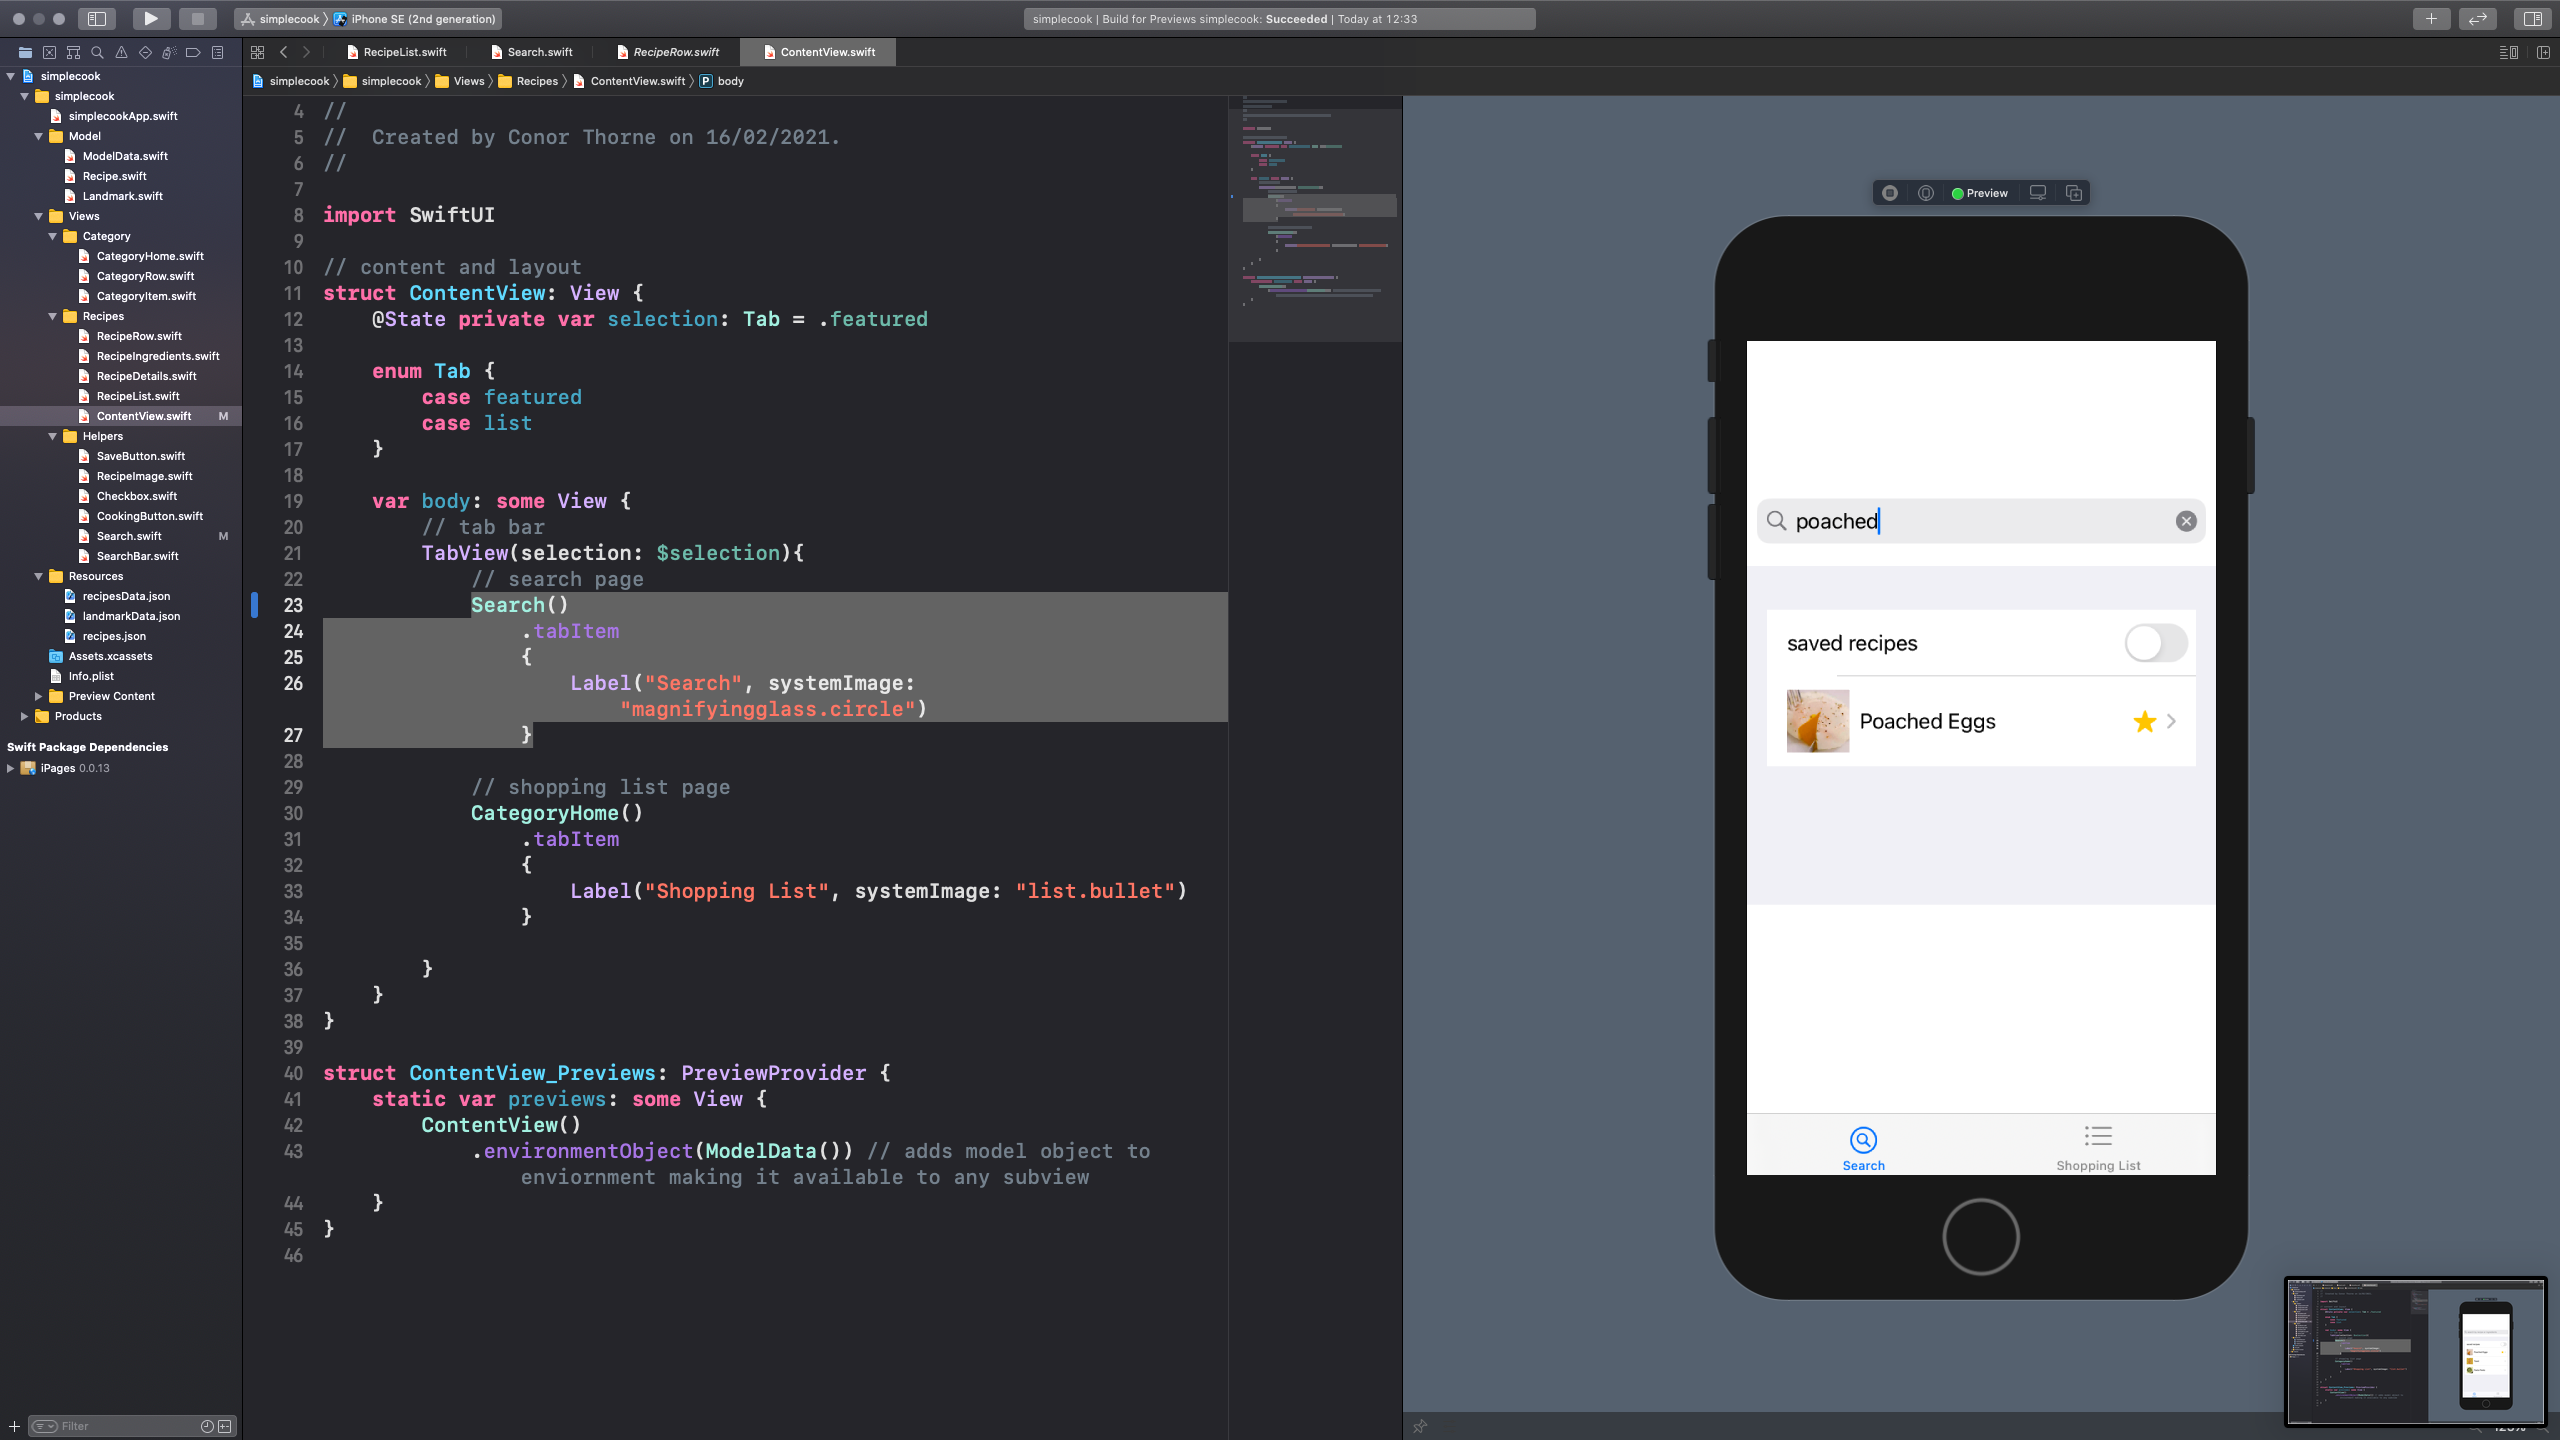 simplecook 〉 iPhone SE (2nd generation)
simplecook | Build for Previews simplecook: Succeeded | Today at 12:33
RecipeList.swift
Search.swift
RecipeRow.swift
ContentView.swift
simplecook 〉 simplecook 〉 Views 〉 Recipes 〉 ContentView.swift 〉 P body
simplecook
simplecook
simplecookApp.swift
Model
ModelData.swift
Recipe.swift
Landmark.swift
Views
Category
CategoryHome.swift
CategoryRow.swift
CategoryItem.swift
Recipes
RecipeRow.swift
RecipeIngredients.swift
RecipeDetails.swift
RecipeList.swift
ContentView.swift M
Helpers
SaveButton.swift
RecipeImage.swift
Checkbox.swift
CookingButton.swift
Search.swift M
SearchBar.swift
Resources
recipesData.json
landmarkData.json
recipes.json
Assets.xcassets
Info.plist
Preview Content
Products
Swift Package Dependencies
iPages 0.0.13
Filter
4 //
5 //  Created by Conor Thorne on 16/02/2021.
6 //
7
8 import SwiftUI
9
10 // content and layout
11 struct ContentView: View {
12     @State private var selection: Tab = .featured
13
14     enum Tab {
15         case featured
16         case list
17     }
18
19     var body: some View {
20         // tab bar
21         TabView(selection: $selection){
22             // search page
23             Search()
24                 .tabItem
25                 {
26                     Label("Search", systemImage:
"magnifyingglass.circle")
27                 }
28
29             // shopping list page
30             CategoryHome()
31                 .tabItem
32                 {
33                     Label("Shopping List", systemImage: "list.bullet")
34                 }
35
36         }
37     }
38 }
39
40 struct ContentView_Previews: PreviewProvider {
41     static var previews: some View {
42         ContentView()
43             .environmentObject(ModelData()) // adds model object to
enviornment making it available to any subview
44     }
45 }
46
Preview
poached
saved recipes
Poached Eggs
Search
Shopping List